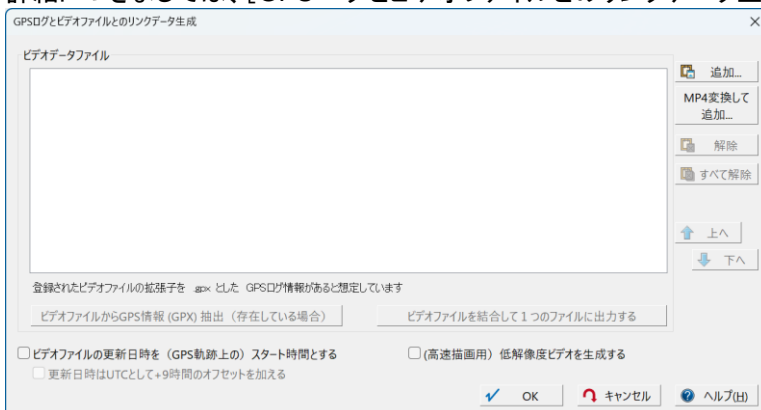 GPSログとビデオファイルとのリンクデータ生成
ビデオデータファイル
追加...
MP4変換して
追加...
解除
すべて解除
上へ
下へ
登録されたビデオファイルの拡張子を .gpx とした GPSログ情報があると想定しています
ビデオファイルからGPS情報 (GPX) 抽出（存在している場合）
ビデオファイルを結合して１つのファイルに出力する
ビデオファイルの更新日時を（GPS軌跡上の）スタート時間とする
(高速描画用）低解像度ビデオを生成する
更新日時はUTCとして+9時間のオフセットを加える
OK
キャンセル
ヘルプ(H)